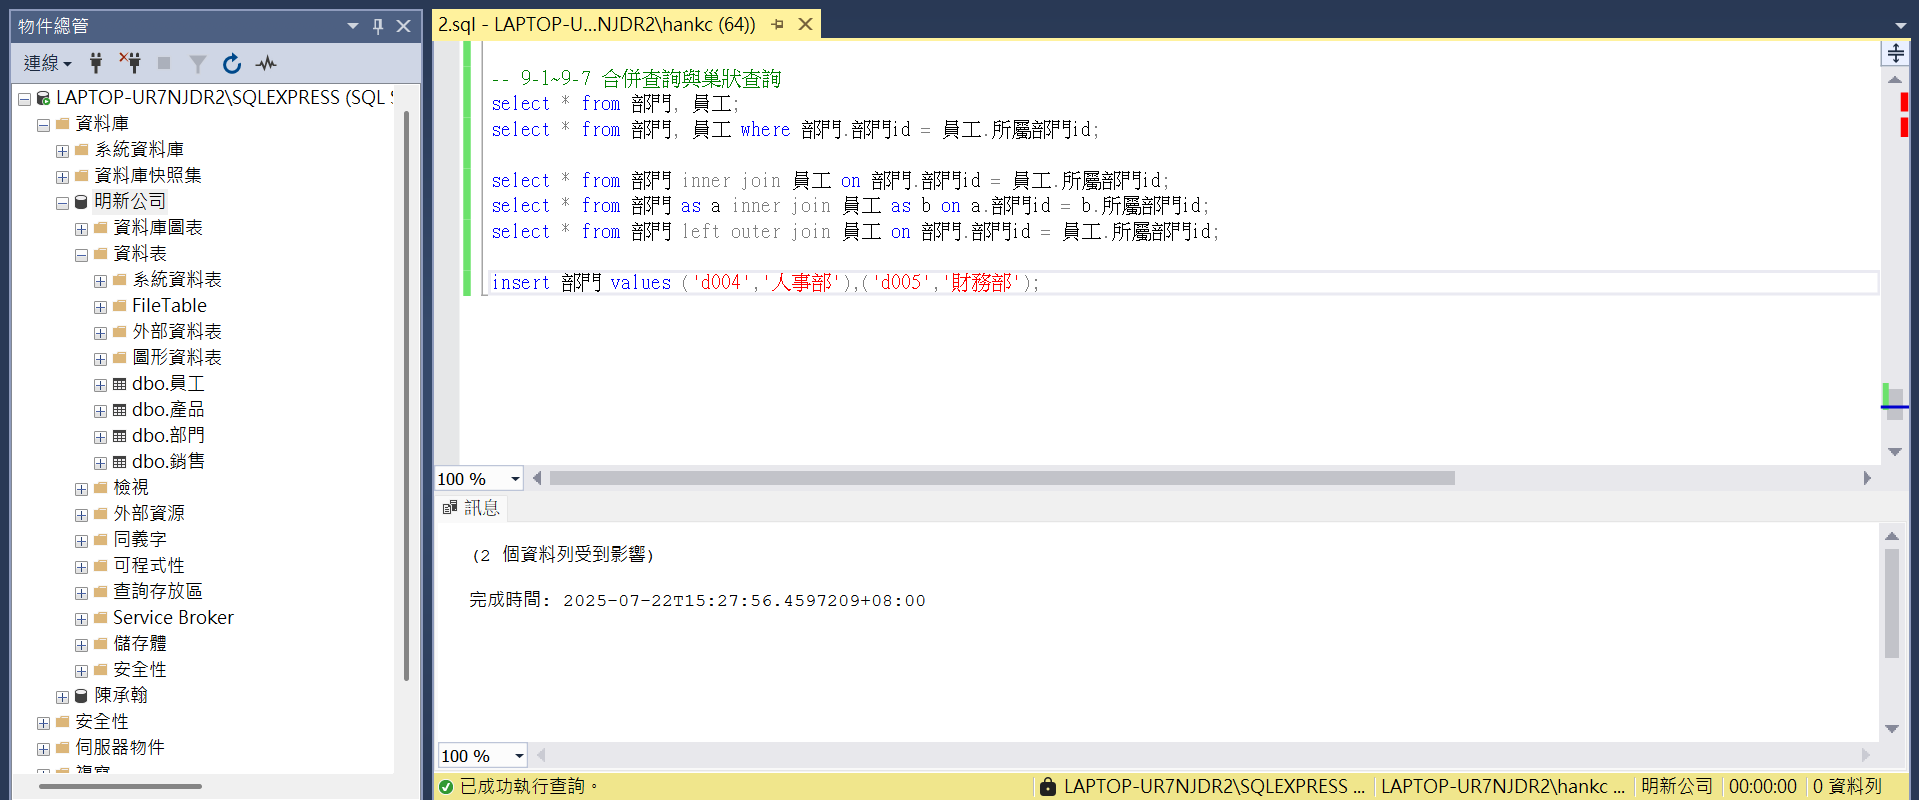 物件總管
連線
LAPTOP-UR7NJDR2\SQLEXPRESS (SQL S
資料庫
系統資料庫
資料庫快照集
明新公司
資料庫圖表
資料表
系統資料表
FileTable
外部資料表
圖形資料表
dbo.員工
dbo.產品
dbo.部門
dbo.銷售
檢視
外部資源
同義字
可程式性
查詢存放區
Service Broker
儲存體
安全性
陳承翰
安全性
伺服器物件
2.sql - LAPTOP-U...NJDR2\hankc (64))
-- 9-1~9-7 合併查詢與巢狀查詢
select * from 部門, 員工;
select * from 部門, 員工 where 部門.部門id = 員工.所屬部門id;
select * from 部門 inner join 員工 on 部門.部門id = 員工.所屬部門id;
select * from 部門 as a inner join 員工 as b on a.部門id = b.所屬部門id;
select * from 部門 left outer join 員工 on 部門.部門id = 員工.所屬部門id;
insert 部門 values ('d004','人事部'),('d005','財務部');
100 %
訊息
(2 個資料列受到影響)
完成時間: 2025-07-22T15:27:56.4597209+08:00
100 %
已成功執行查詢。
LAPTOP-UR7NJDR2\SQLEXPRESS ...
LAPTOP-UR7NJDR2\hankc ...
明新公司
00:00:00
0 資料列